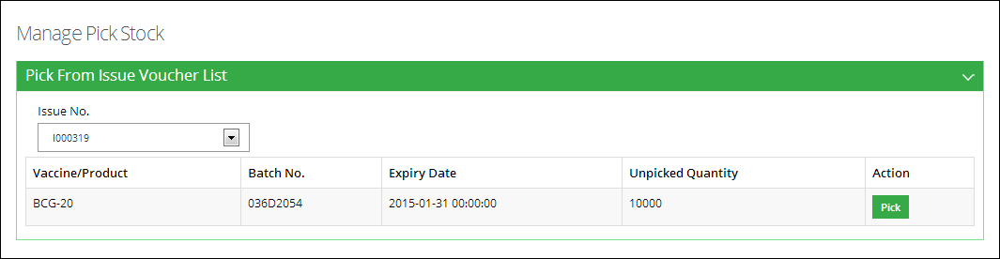 Manage Pick Stock
Pick From Issue Voucher List
Issue No.
I000319
Vaccine/Product Batch No. Expiry Date Unpicked Quantity Action
BCG-20 036D2054 2015-01-31 00:00:00 10000 Pick